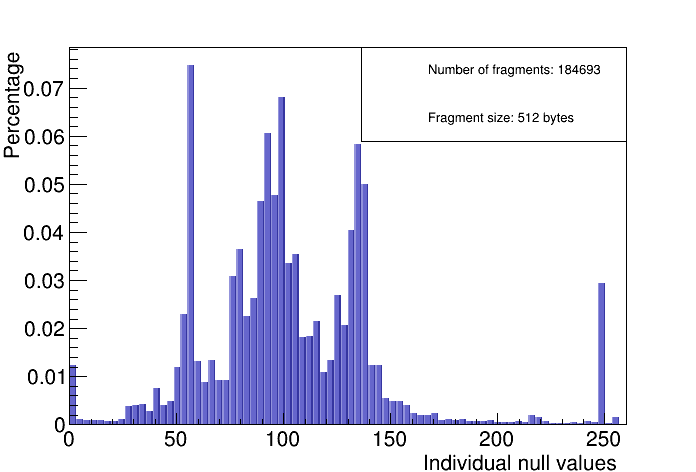 Percentage
Number of fragments: 184693
Fragment size: 512 bytes
0.07
0.06
0.05
0.04
0.03
0.02
0.01
0
0 50 100 150 200 250
Individual null values